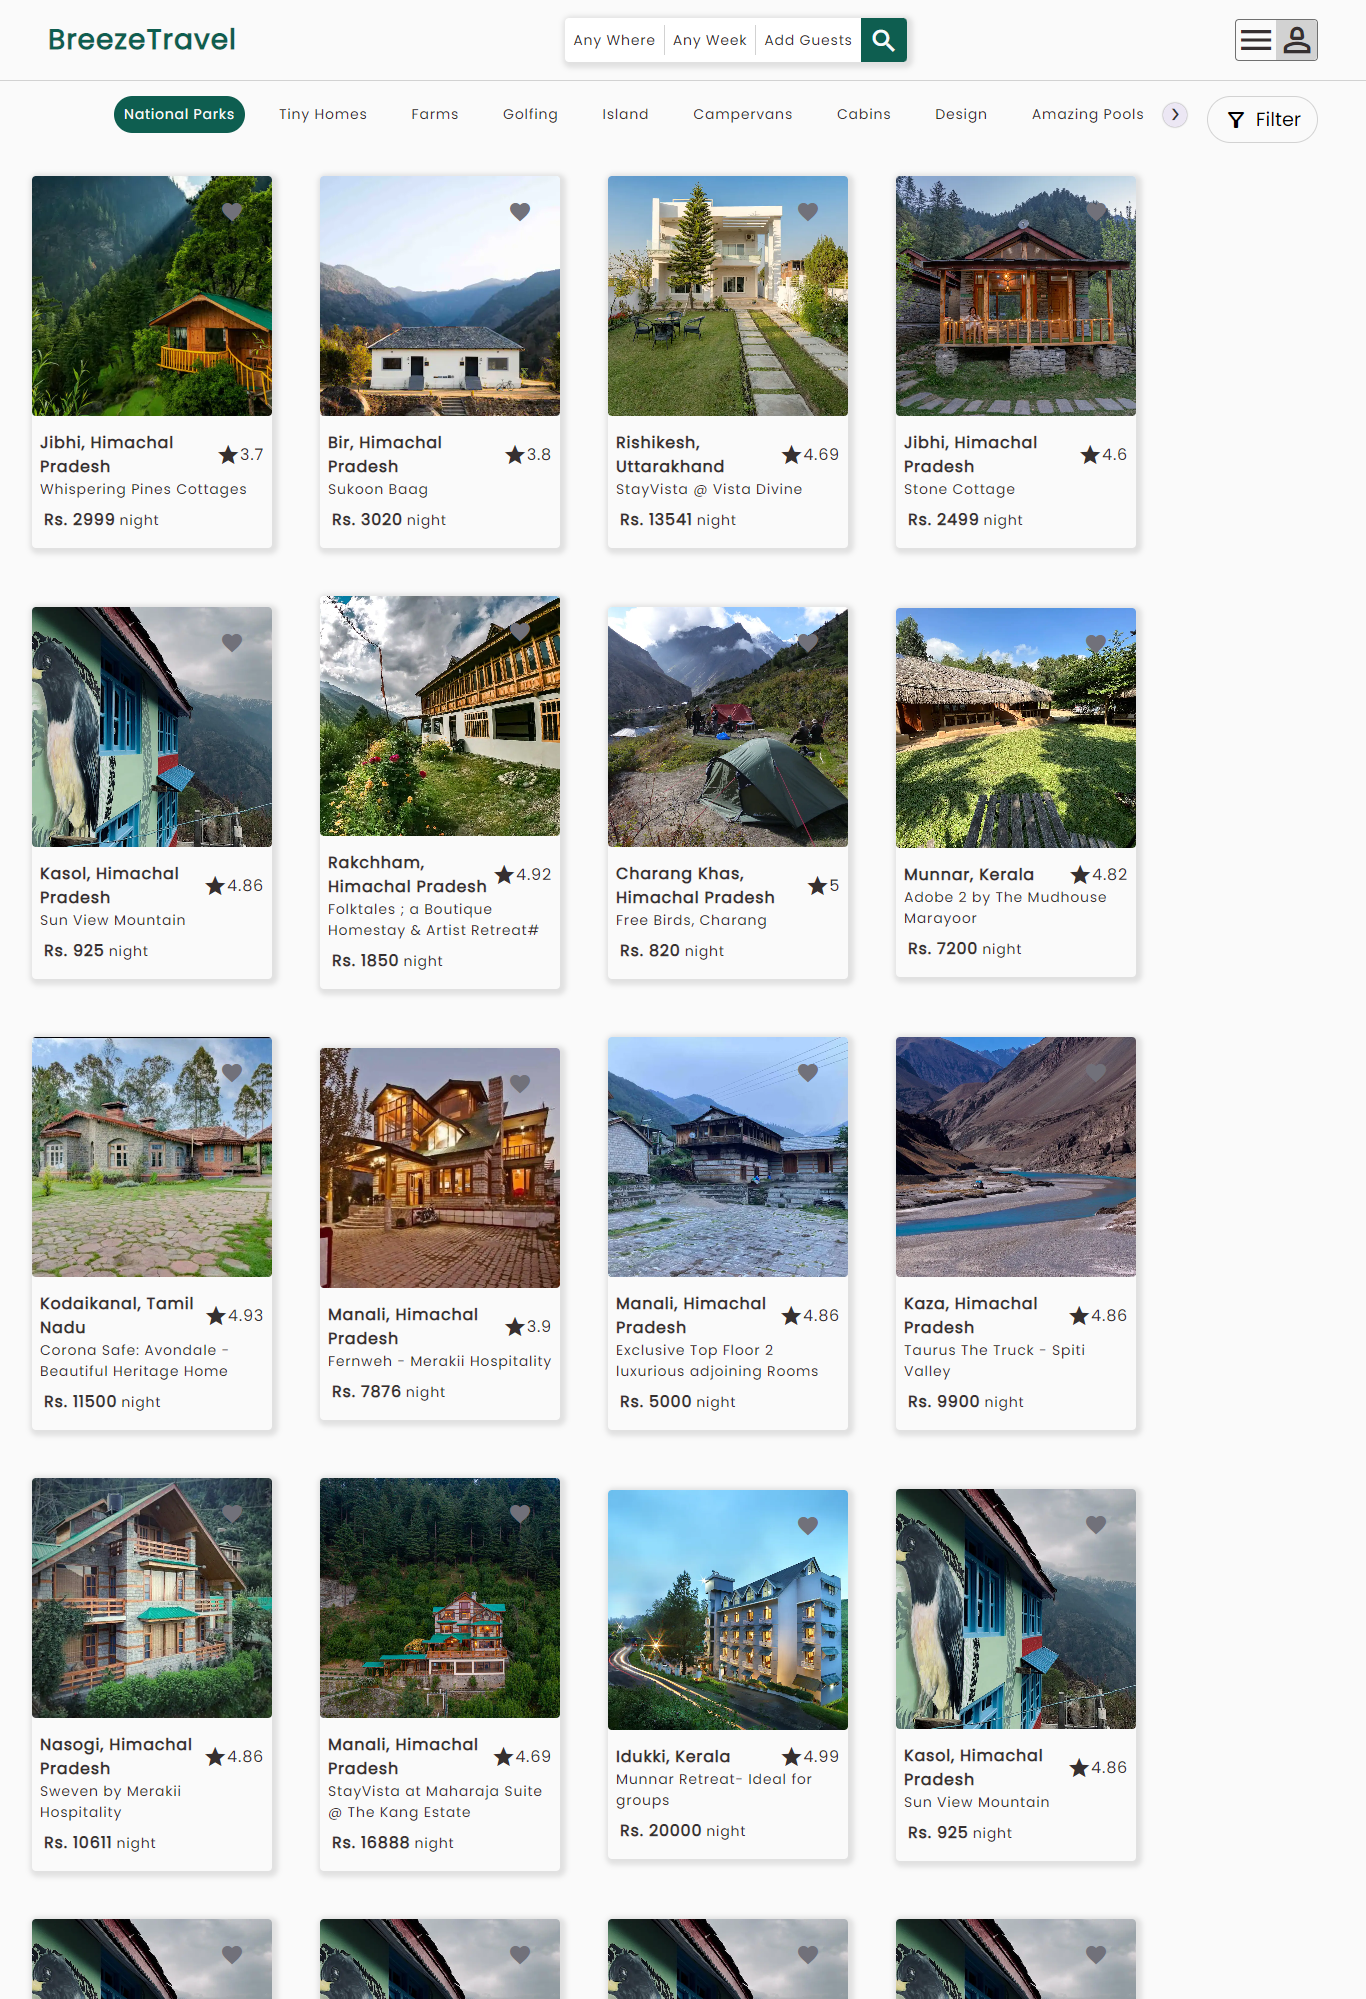 BreezeTravel
Any Where
Any Week
Add Guests
National Parks
Tiny Homes
Farms
Golfing
Island
Campervans
Cabins
Design
Amazing Pools
Filter
Jibhi, Himachal
Pradesh
3.7
Whispering Pines Cottages
Rs. 2999 night
Bir, Himachal
Pradesh
3.8
Sukoon Baag
Rs. 3020 night
Rishikesh,
Uttarakhand
4.69
StayVista @ Vista Divine
Rs. 13541 night
Jibhi, Himachal
Pradesh
4.6
Stone Cottage
Rs. 2499 night
Kasol, Himachal
Pradesh
4.86
Sun View Mountain
Rs. 925 night
Rakchham,
Himachal Pradesh
4.92
Folktales ; a Boutique
Homestay & Artist Retreat#
Rs. 1850 night
Charang Khas,
Himachal Pradesh
5
Free Birds, Charang
Rs. 820 night
Munnar, Kerala
4.82
Adobe 2 by The Mudhouse
Marayoor
Rs. 7200 night
Kodaikanal, Tamil
Nadu
4.93
Corona Safe: Avondale -
Beautiful Heritage Home
Rs. 11500 night
Manali, Himachal
Pradesh
3.9
Fernweh - Merakii Hospitality
Rs. 7876 night
Manali, Himachal
Pradesh
4.86
Exclusive Top Floor 2
luxurious adjoining Rooms
Rs. 5000 night
Kaza, Himachal
Pradesh
4.86
Taurus The Truck - Spiti
Valley
Rs. 9900 night
Nasogi, Himachal
Pradesh
4.86
Sweven by Merakii
Hospitality
Rs. 10611 night
Manali, Himachal
Pradesh
4.69
StayVista at Maharaja Suite
@ The Kang Estate
Rs. 16888 night
Idukki, Kerala
4.99
Munnar Retreat- Ideal for
groups
Rs. 20000 night
Kasol, Himachal
Pradesh
4.86
Sun View Mountain
Rs. 925 night